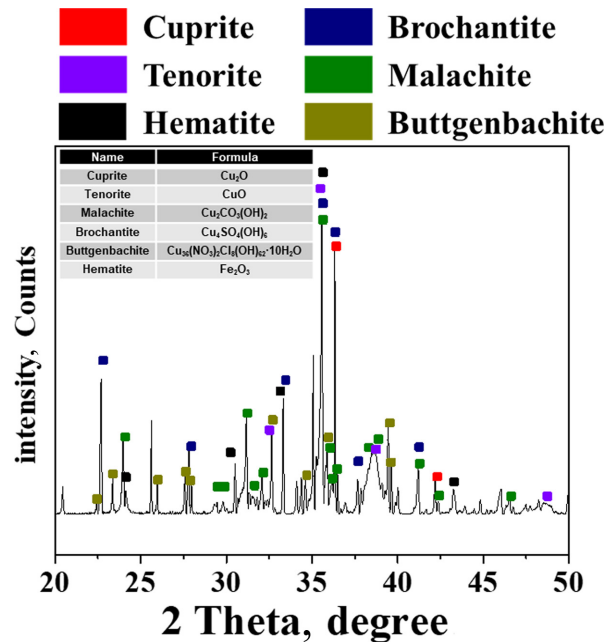 Cuprite Brochantite
Tenorite Malachite
Hematite Buttgenbachite
Name Formula
Cuprite Cu₂O
Tenorite CuO
Malachite Cu₂CO₃(OH)₂
Brochantite Cu₄SO₄(OH)₆
Buttgenbachite Cu₃₆(NO₃)₂Cl₆(OH)₆₂·10H₂O
Hematite Fe₂O₃
intensity, Counts
20 25 30 35 40 45 50
2 Theta, degree